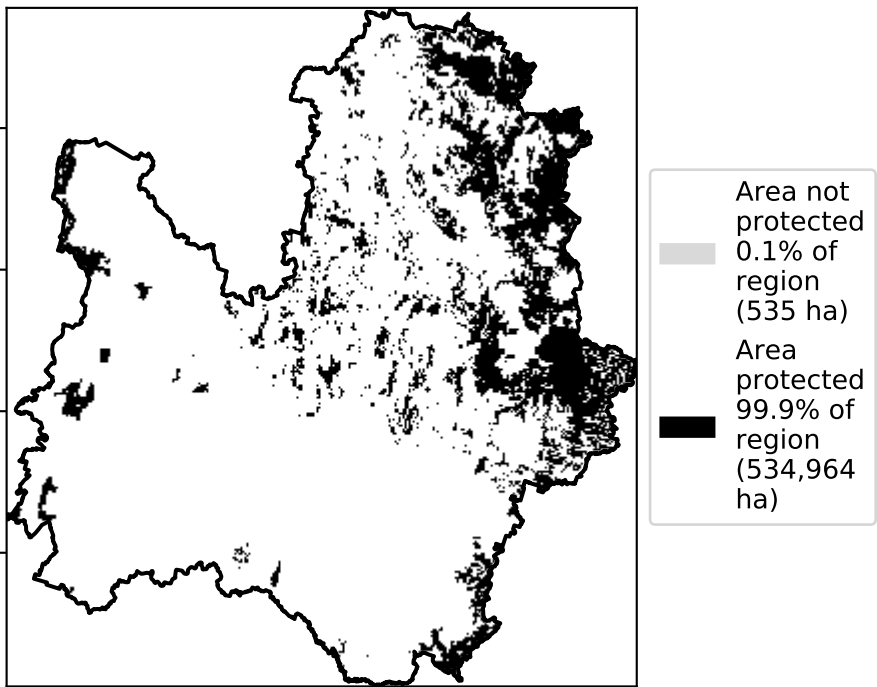 Area not
protected
0.1% of
region
(535 ha)
Area
protected
99.9% of
region
(534,964
ha)